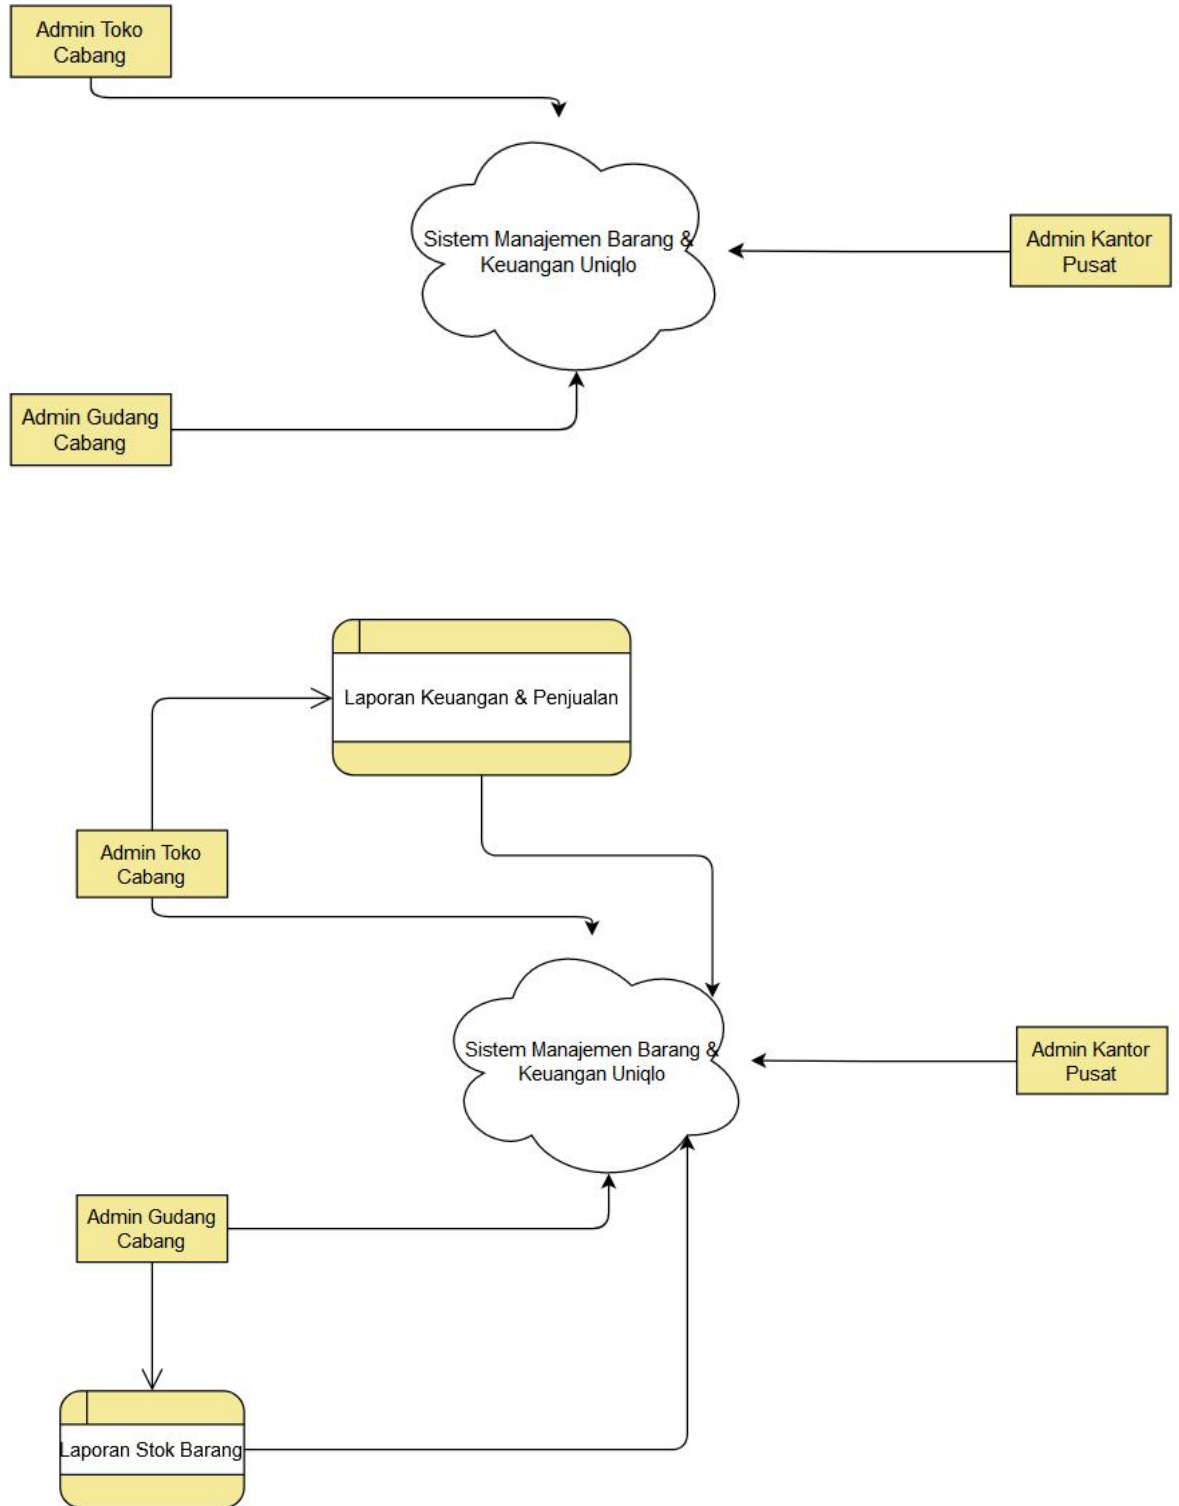 Admin Toko
Cabang
Sistem Manajemen Barang &
Keuangan Uniqlo
Admin Kantor
Pusat
Admin Gudang
Cabang
Laporan Keuangan & Penjualan
Admin Toko
Cabang
Sistem Manajemen Barang &
Keuangan Uniqlo
Admin Kantor
Pusat
Admin Gudang
Cabang
Laporan Stok Barang